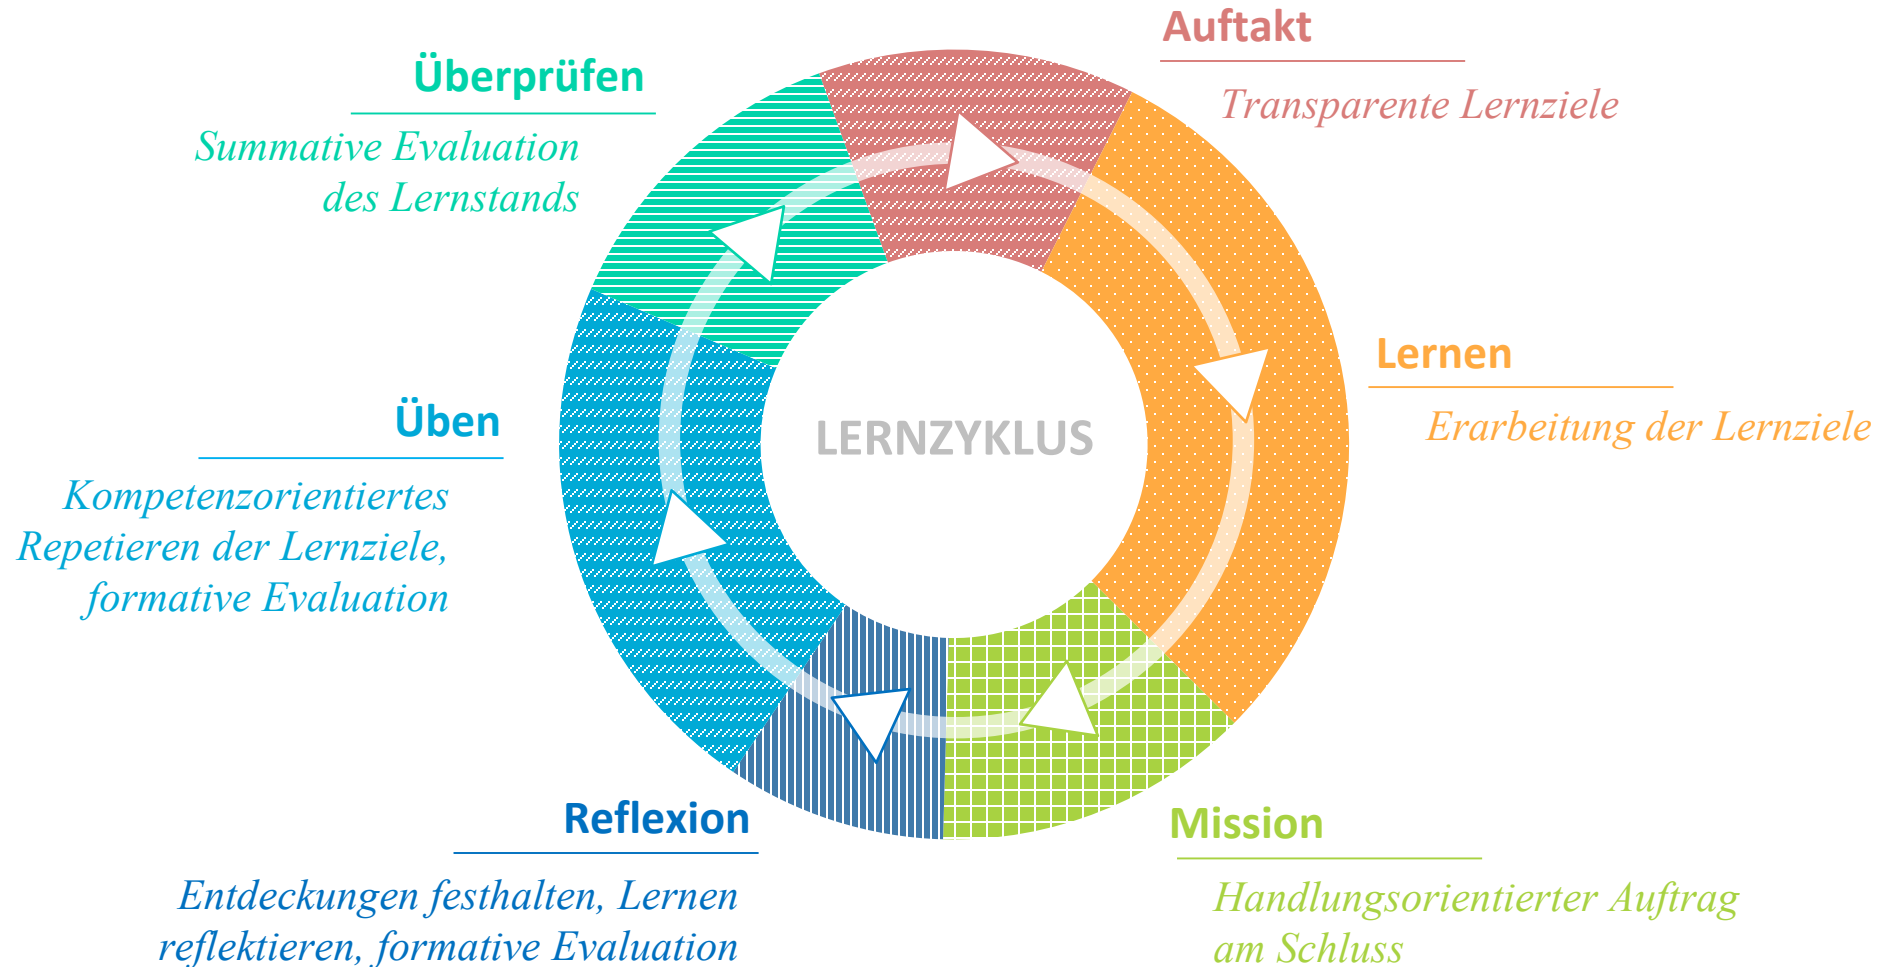 Auftakt
Transparente Lernziele
Lernen
Erarbeitung der Lernziele
Mission
Handlungsorientierter Auftrag
am Schluss
Reflexion
Entdeckungen festhalten, Lernen
reflektieren, formative Evaluation
Üben
Kompetenzorientiertes
Repetieren der Lernziele,
formative Evaluation
Überprüfen
Summative Evaluation
des Lernstands
LERNZYKLUS